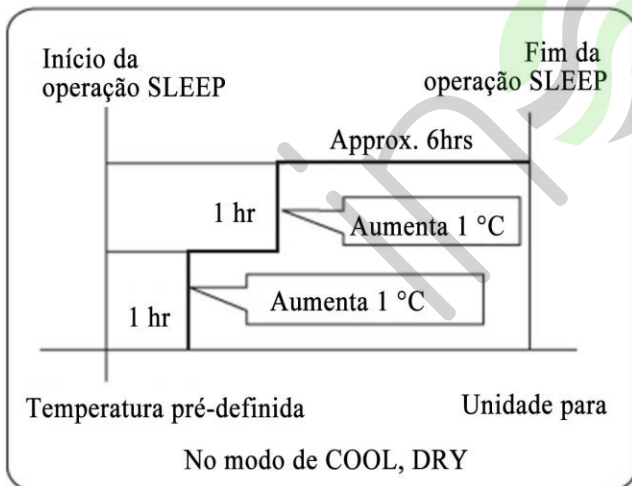 Início da
operação SLEEP
Fim da
operação SLEEP
Approx. 6hrs
1 hr
Aumenta 1 °C
Aumenta 1 °C
1 hr
Temperatura pré-definida
Unidade para
No modo de COOL, DRY